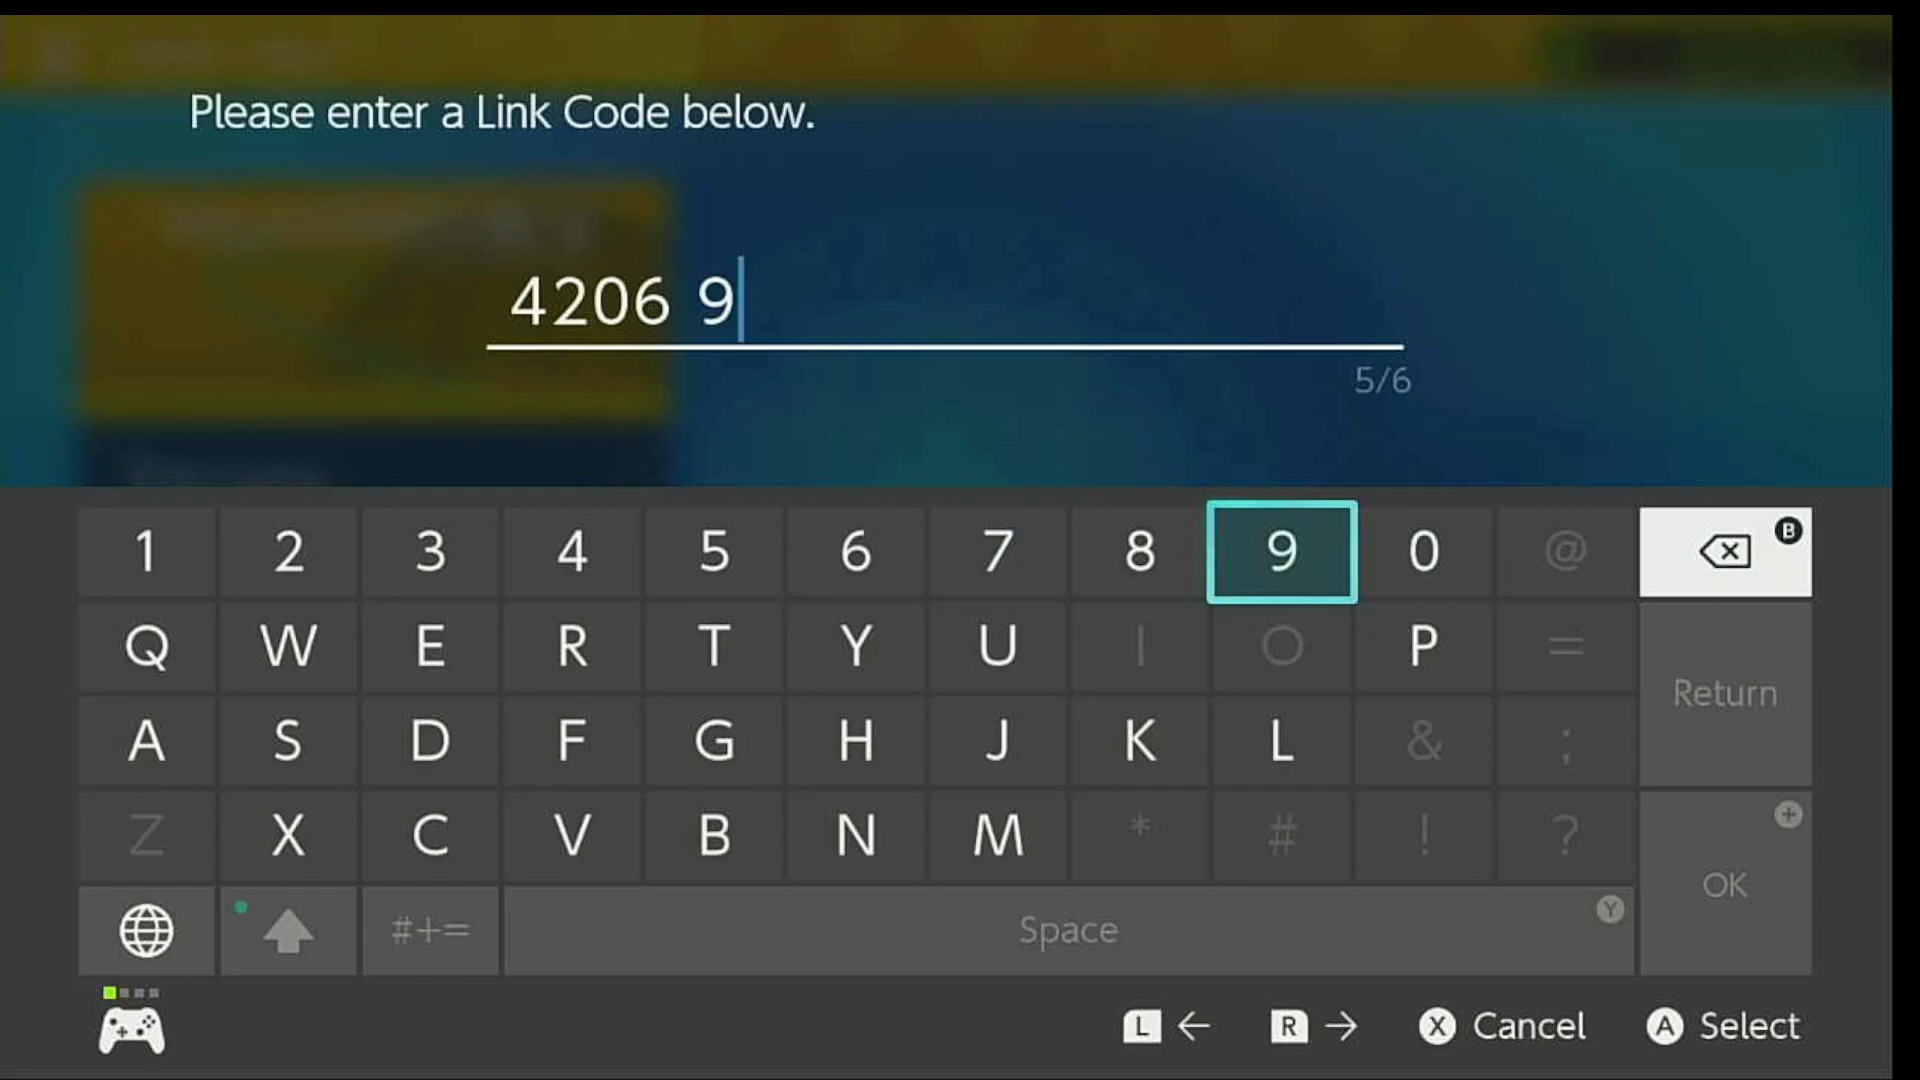 Please enter a Link Code below.
4206 9
5/6
1 2 3 4 5 6 7 8 9 0 @ B
Q W E R T Y U I O P =
Return
A S D F G H J K L & ;
Z X C V B N M * # ! ? +
OK
#+= Space Y
L ← R → X Cancel A Select